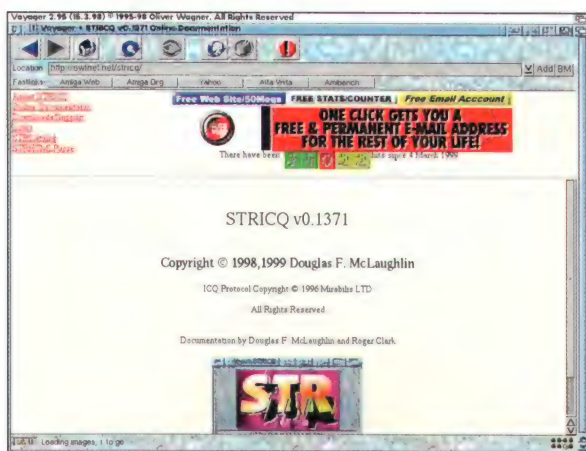 Voyager 2.95 (15.3.98) © 1995-98 Oliver Wagner, All Rights Reserved
Voyager • STRICQ v0.1371 Online Documentation
Location http://owlnet.net/stricq/ Add BM
Fastlinks Amiga Web Amiga Org Yahoo Alta Vista Amibench
Free Web Site/50Megs FREE STATS/COUNTER Free Email Acccount
ONE CLICK GETS YOU A
FREE & PERMANENT E-MAIL ADDRESS
FOR THE REST OF YOUR LIFE!
There have been hits since 4 March 1999
STRICQ v0.1371
Copyright © 1998,1999 Douglas F. McLaughlin
ICQ Protocol Copyright © 1996 Mirabilis LTD
All Rights Reserved
Documentation by Douglas F. McLaughlin and Roger Clark
STR
Loading images, 1 to go